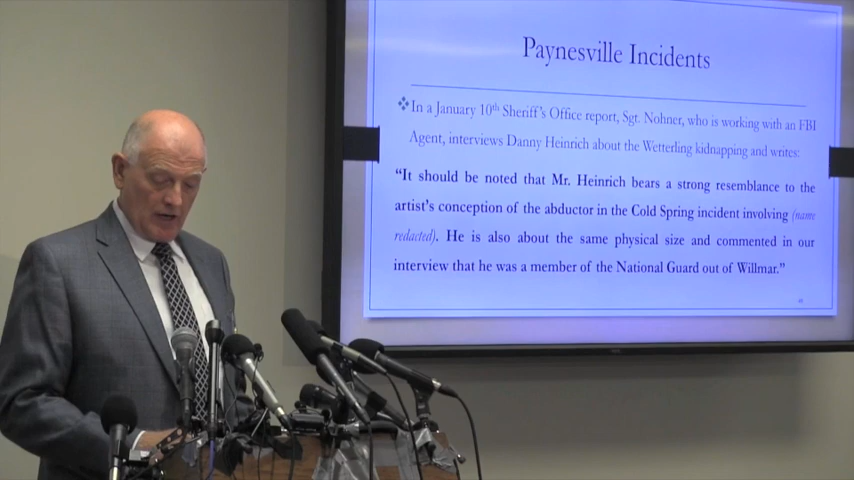 Paynesville Incidents
❖In a January 10th Sheriff's Office report, Sgt. Nohner, who is working with an FBI
Agent, interviews Danny Heinrich about the Wetterling kidnapping and writes:
“It should be noted that Mr. Heinrich bears a strong resemblance to the
artist's conception of the abductor in the Cold Spring incident involving (name
redacted). He is also about the same physical size and commented in our
interview that he was a member of the National Guard out of Willmar.”